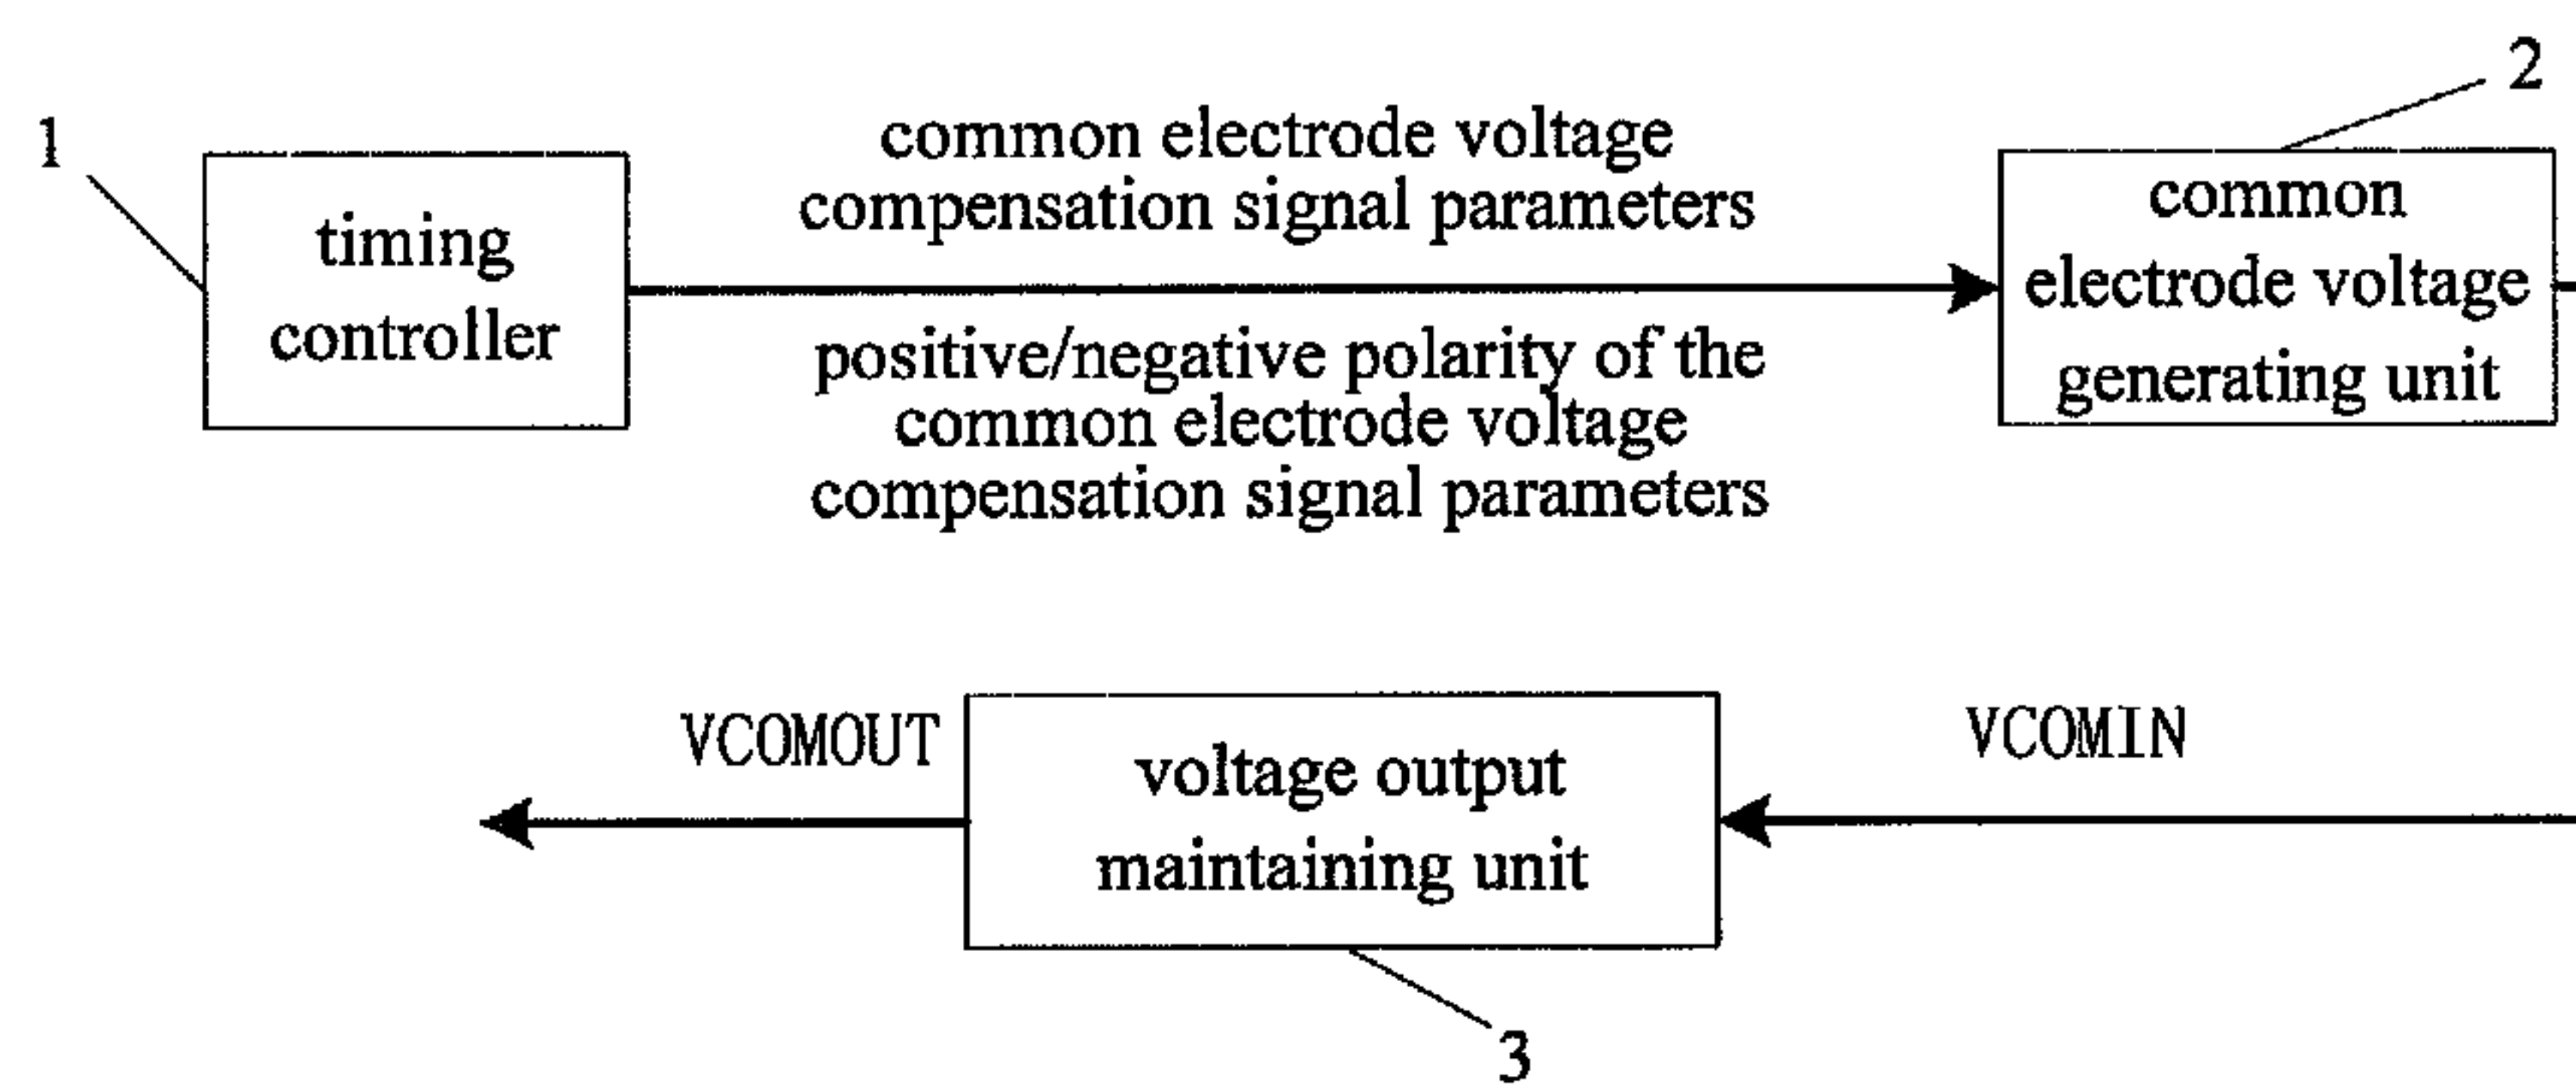 1
timing
controller
common electrode voltage
compensation signal parameters
positive/negative polarity of the
common electrode voltage
compensation signal parameters
2
common
electrode voltage
generating unit
VCOMOUT
voltage output
maintaining unit
VCOMIN
3